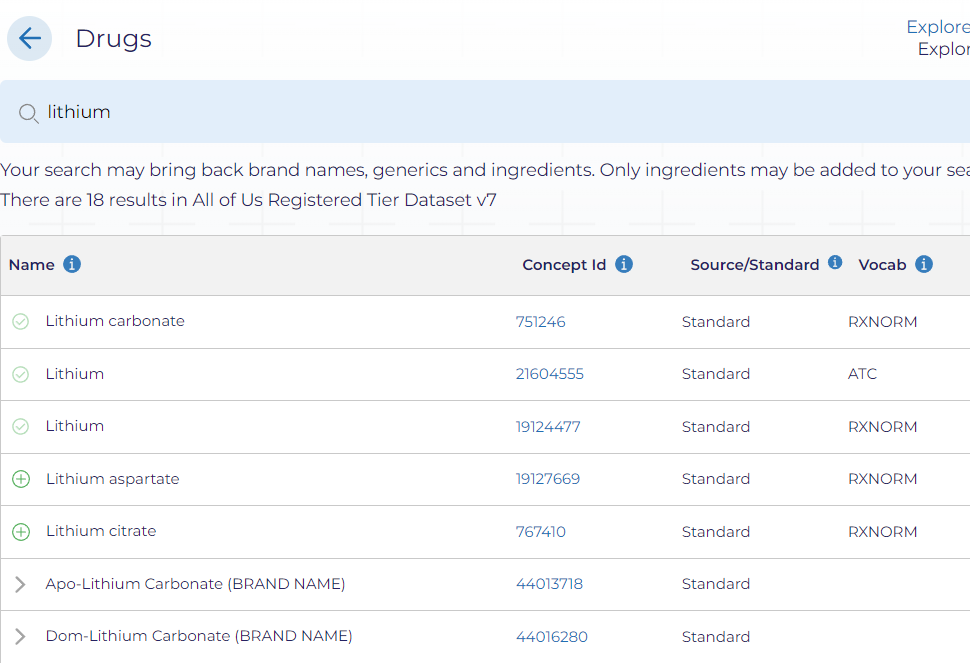 Drugs
Explore
Explor
lithium
Your search may bring back brand names, generics and ingredients. Only ingredients may be added to your sea
There are 18 results in All of Us Registered Tier Dataset v7
Name Concept Id Source/Standard Vocab
Lithium carbonate 751246 Standard RXNORM
Lithium 21604555 Standard ATC
Lithium 19124477 Standard RXNORM
Lithium aspartate 19127669 Standard RXNORM
Lithium citrate 767410 Standard RXNORM
Apo-Lithium Carbonate (BRAND NAME) 44013718 Standard
Dom-Lithium Carbonate (BRAND NAME) 44016280 Standard